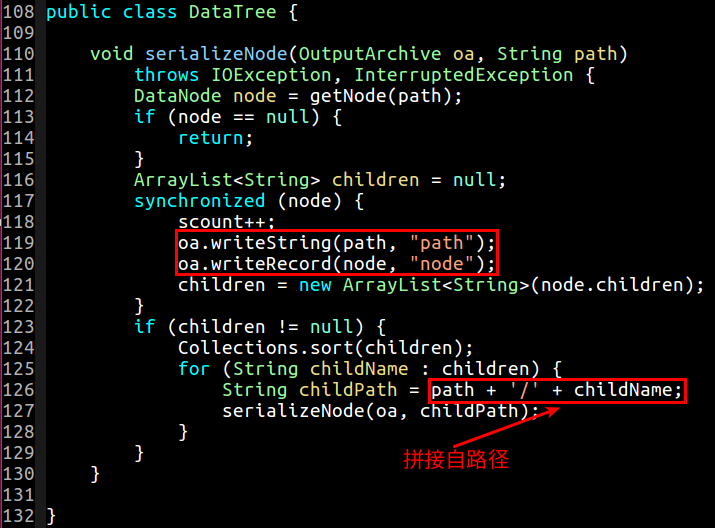 108 public class DataTree {
109
110     void serializeNode(OutputArchive oa, String path)
111         throws IOException, InterruptedException {
112         DataNode node = getNode(path);
113         if (node == null) {
114             return;
115         }
116         ArrayList<String> children = null;
117         synchronized (node) {
118             scount++;
119             oa.writeString(path, "path");
120             oa.writeRecord(node, "node");
121             children = new ArrayList<String>(node.children);
122         }
123         if (children != null) {
124             Collections.sort(children);
125             for (String childName : children) {
126                 String childPath = path + '/' + childName;
127                 serializeNode(oa, childPath);
128             }
129         }
130     }
131
132 }
拼接自路径